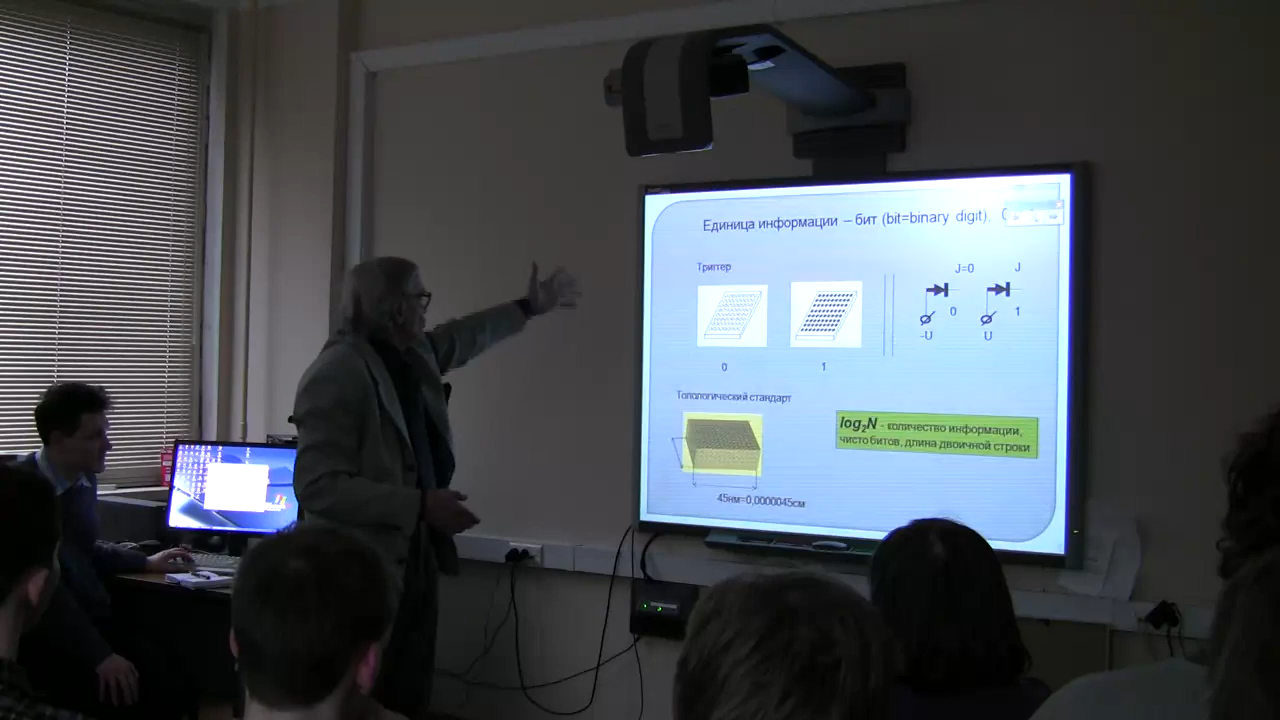 Единица информации – бит (bit=binary digit),
Триггер
J=0 J
0 1
-U U
0 1
Топологический стандарт
log₂N - количество информации,
чисто битов, длина двоичной строки
45нм=0,0000045см